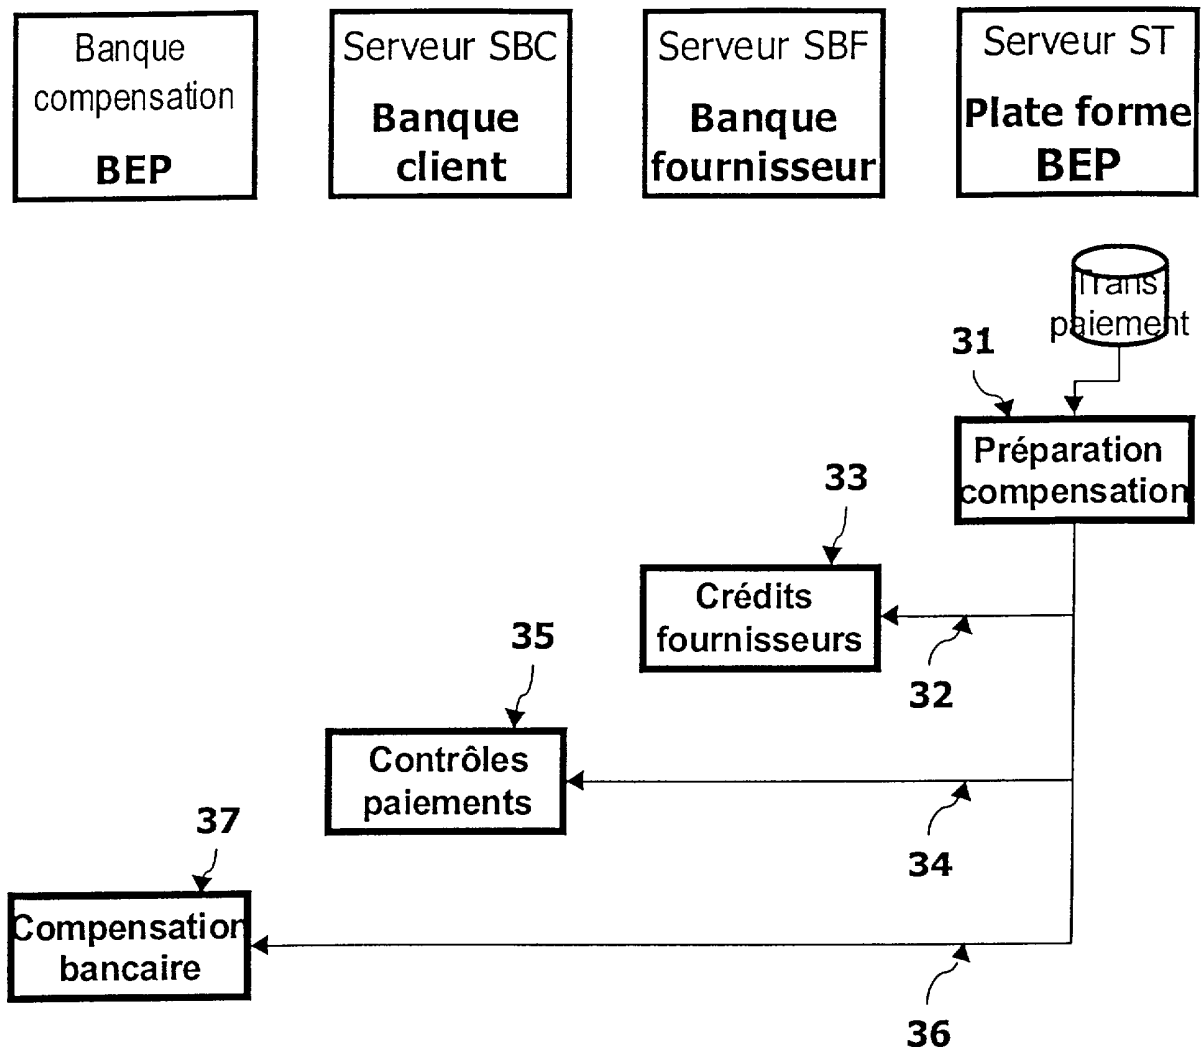 Banque
compensation
BEP
Serveur SBC
Banque
client
Serveur SBF
Banque
fournisseur
Serveur ST
Plate forme
BEP
Trans.
paiement
31
Préparation
compensation
33
Crédits
fournisseurs
32
35
Contrôles
paiements
34
37
Compensation
bancaire
36